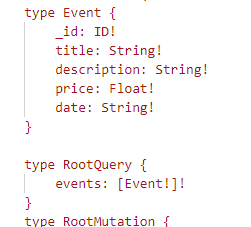 type Event {
    _id: ID!
    title: String!
    description: String!
    price: Float!
    date: String!
}

type RootQuery {
    events: [Event!]!
}
type RootMutation {